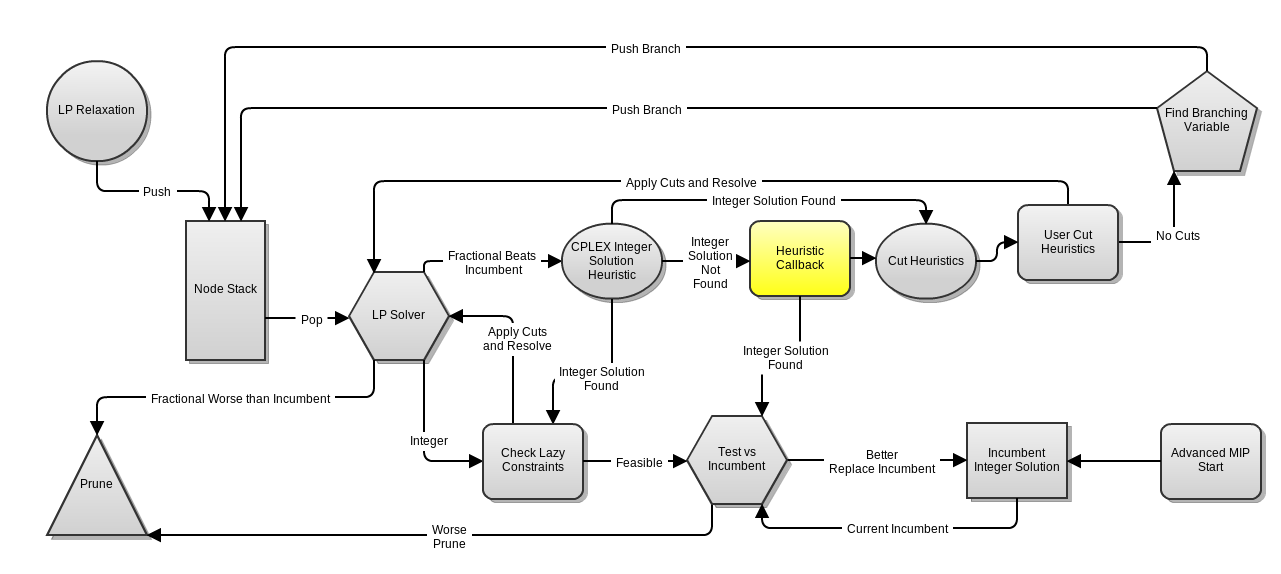 Push Branch
LP Relaxation
Push Branch
Find Branching
Variable
Push
Apply Cuts and Resolve
Integer Solution Found
Node Stack
Pop
LP Solver
Fractional Beats
Incumbent
CPLEX Integer
Solution
Heuristic
Integer
Solution
Not
Found
Heuristic
Callback
Cut Heuristics
User Cut
Heuristics
No Cuts
Apply Cuts
and Resolve
Integer Solution
Found
Integer Solution
Found
Fractional Worse than Incumbent
Integer
Prune
Check Lazy
Constraints
Feasible
Test vs
Incumbent
Better
Replace Incumbent
Incumbent
Integer Solution
Advanced MIP
Start
Worse
Prune
Current Incumbent